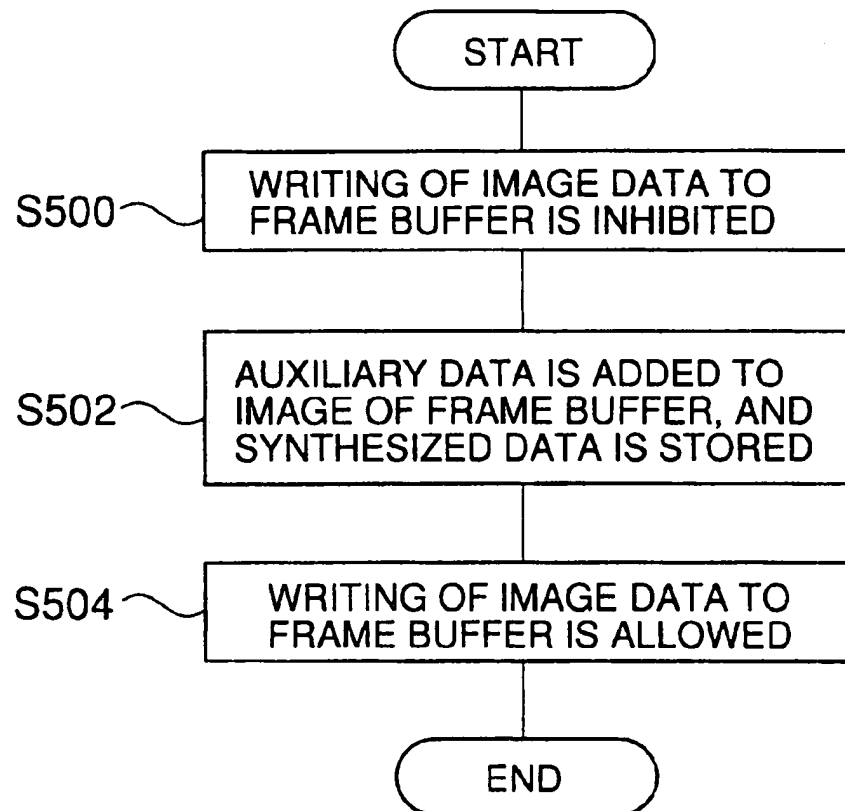 START
S500
WRITING OF IMAGE DATA TO
FRAME BUFFER IS INHIBITED
S502
AUXILIARY DATA IS ADDED TO
IMAGE OF FRAME BUFFER, AND
SYNTHESIZED DATA IS STORED
S504
WRITING OF IMAGE DATA TO
FRAME BUFFER IS ALLOWED
END